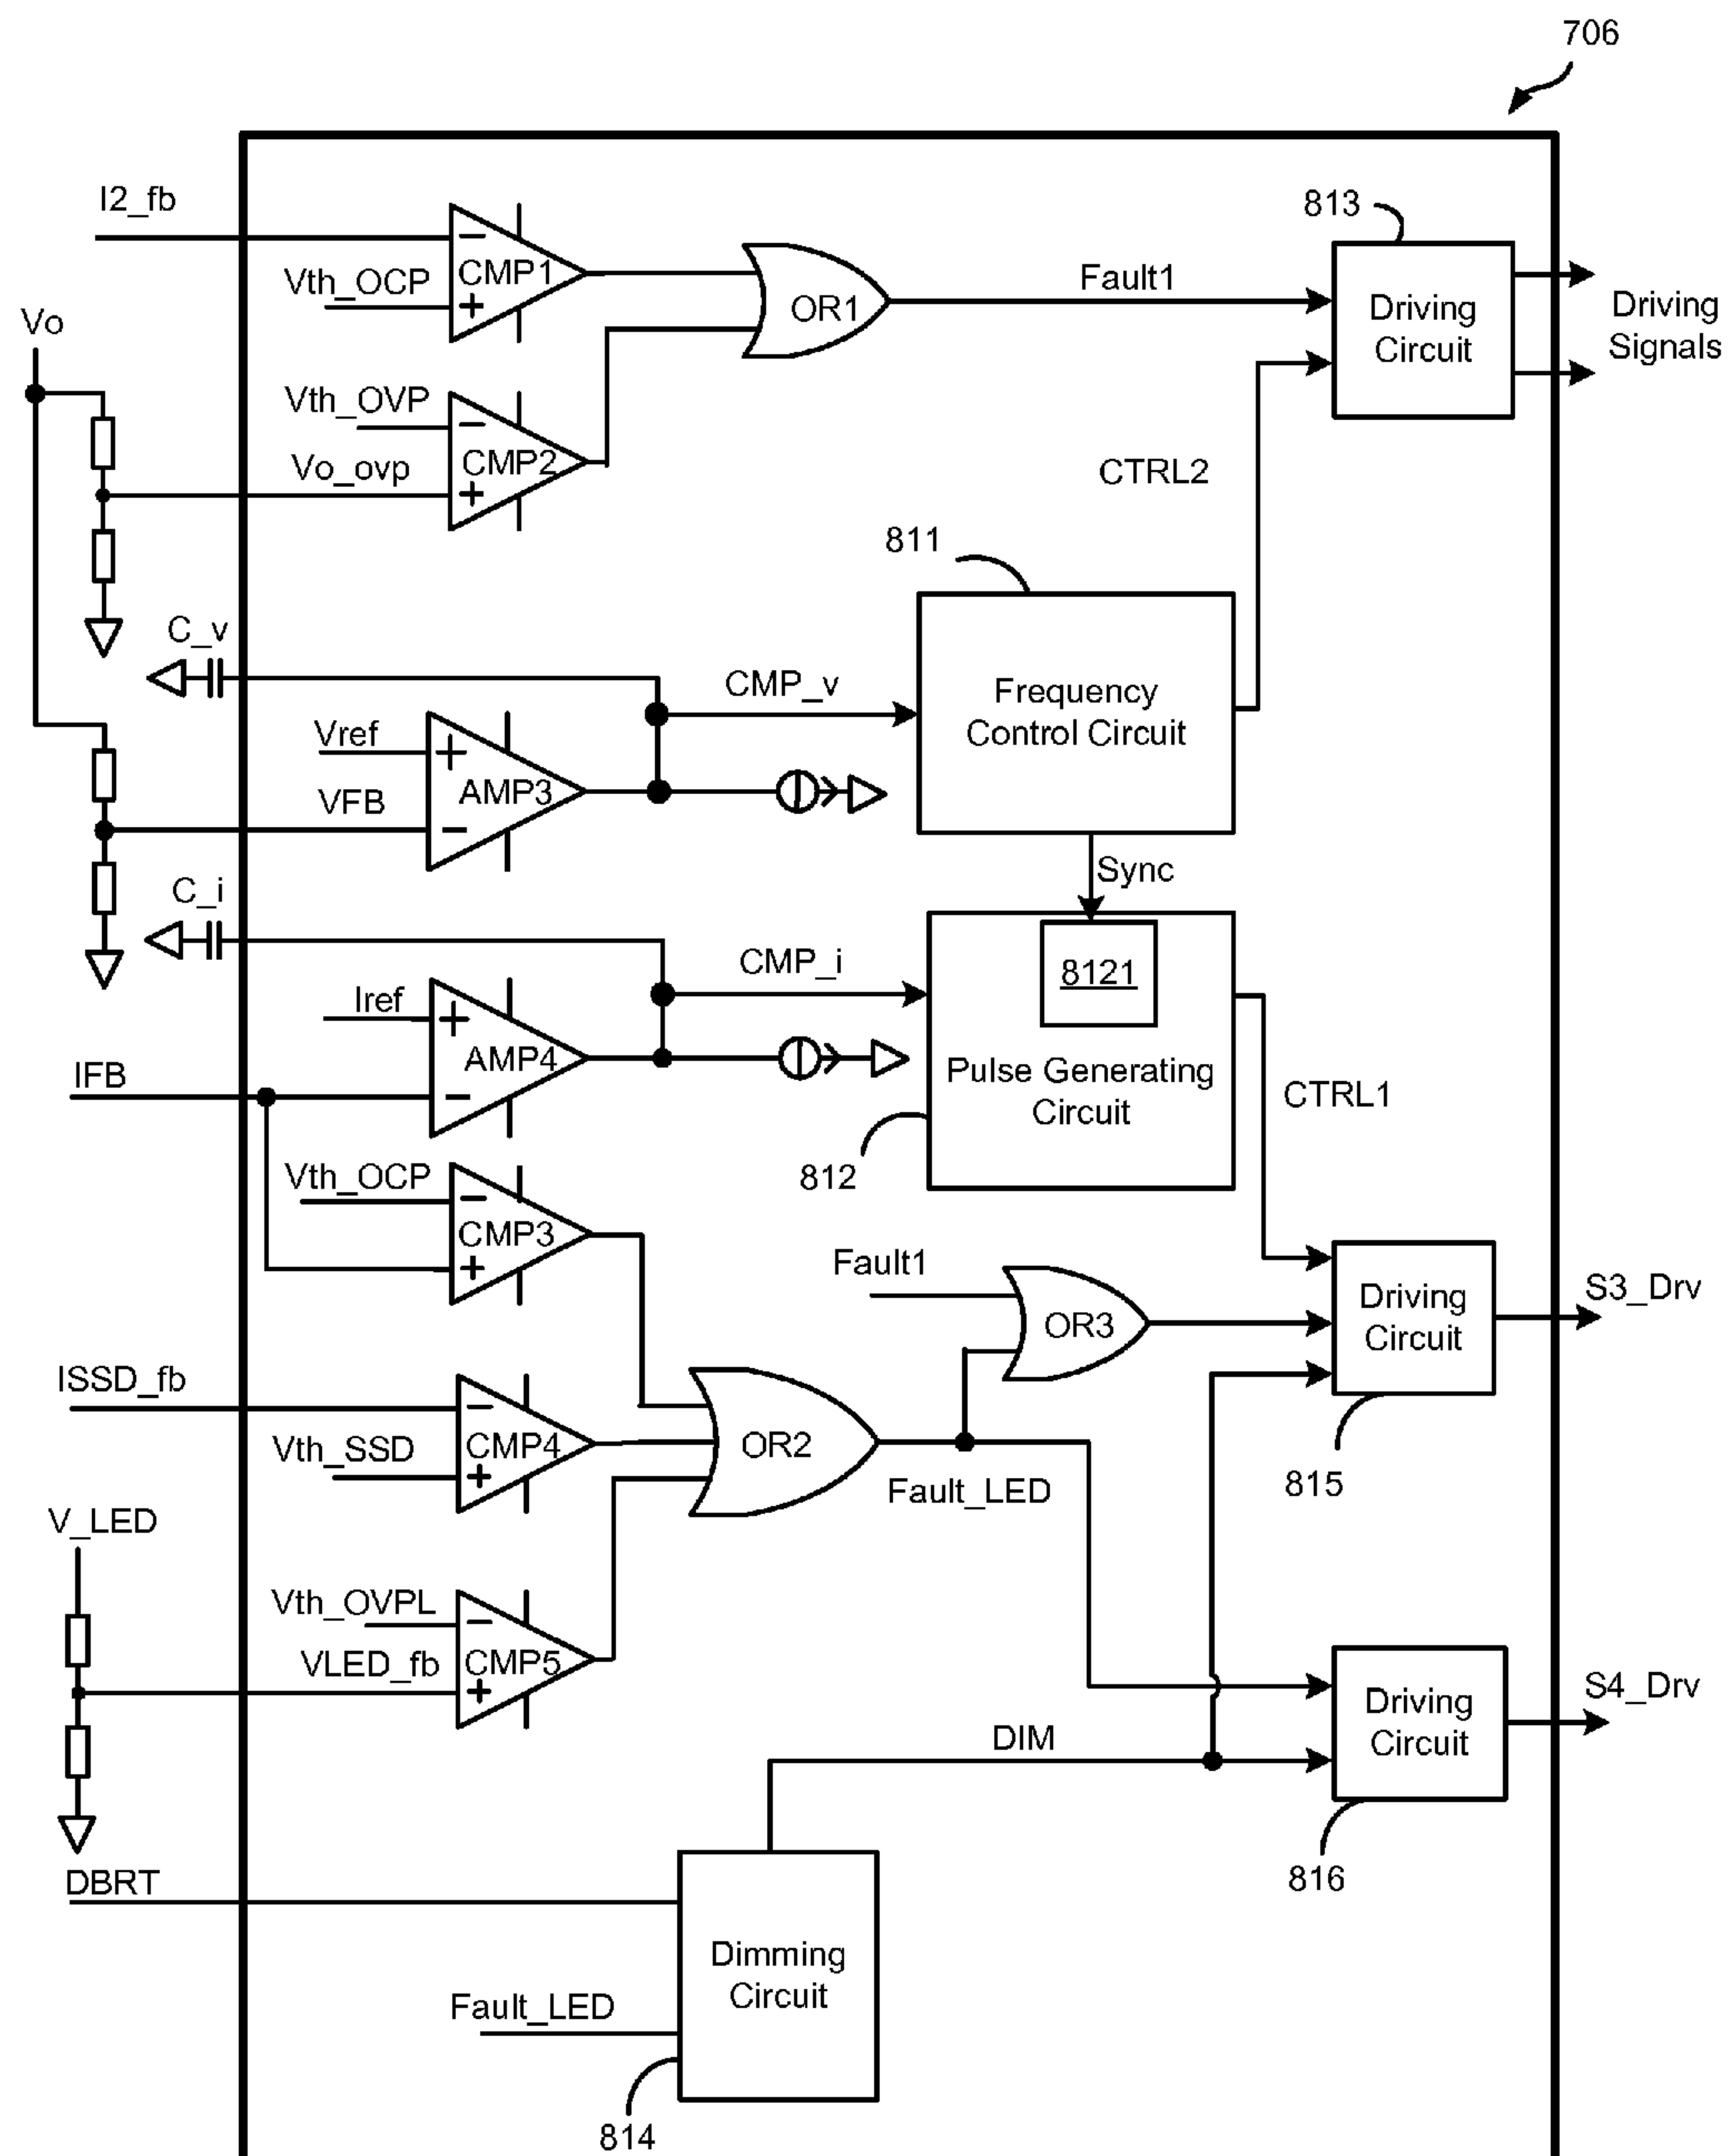 706
I2_fb
813
CMP1
Vth_OCP
Fault1
OR1
Driving
Circuit
Driving
Signals
Vo
Vth_OVP
CMP2
Vo_ovp
CTRL2
811
C_v
CMP_v
Frequency
Control Circuit
Vref
AMP3
VFB
Sync
C_i
CMP_i
8121
Iref
AMP4
Pulse Generating
Circuit
IFB
CTRL1
812
Vth_OCP
CMP3
Fault1
OR3
Driving
Circuit
S3_Drv
ISSD_fb
Vth_SSD
CMP4
OR2
Fault_LED
815
V_LED
Vth_OVPL
VLED_fb
CMP5
Driving
Circuit
S4_Drv
DIM
816
DBRT
Dimming
Circuit
Fault_LED
814